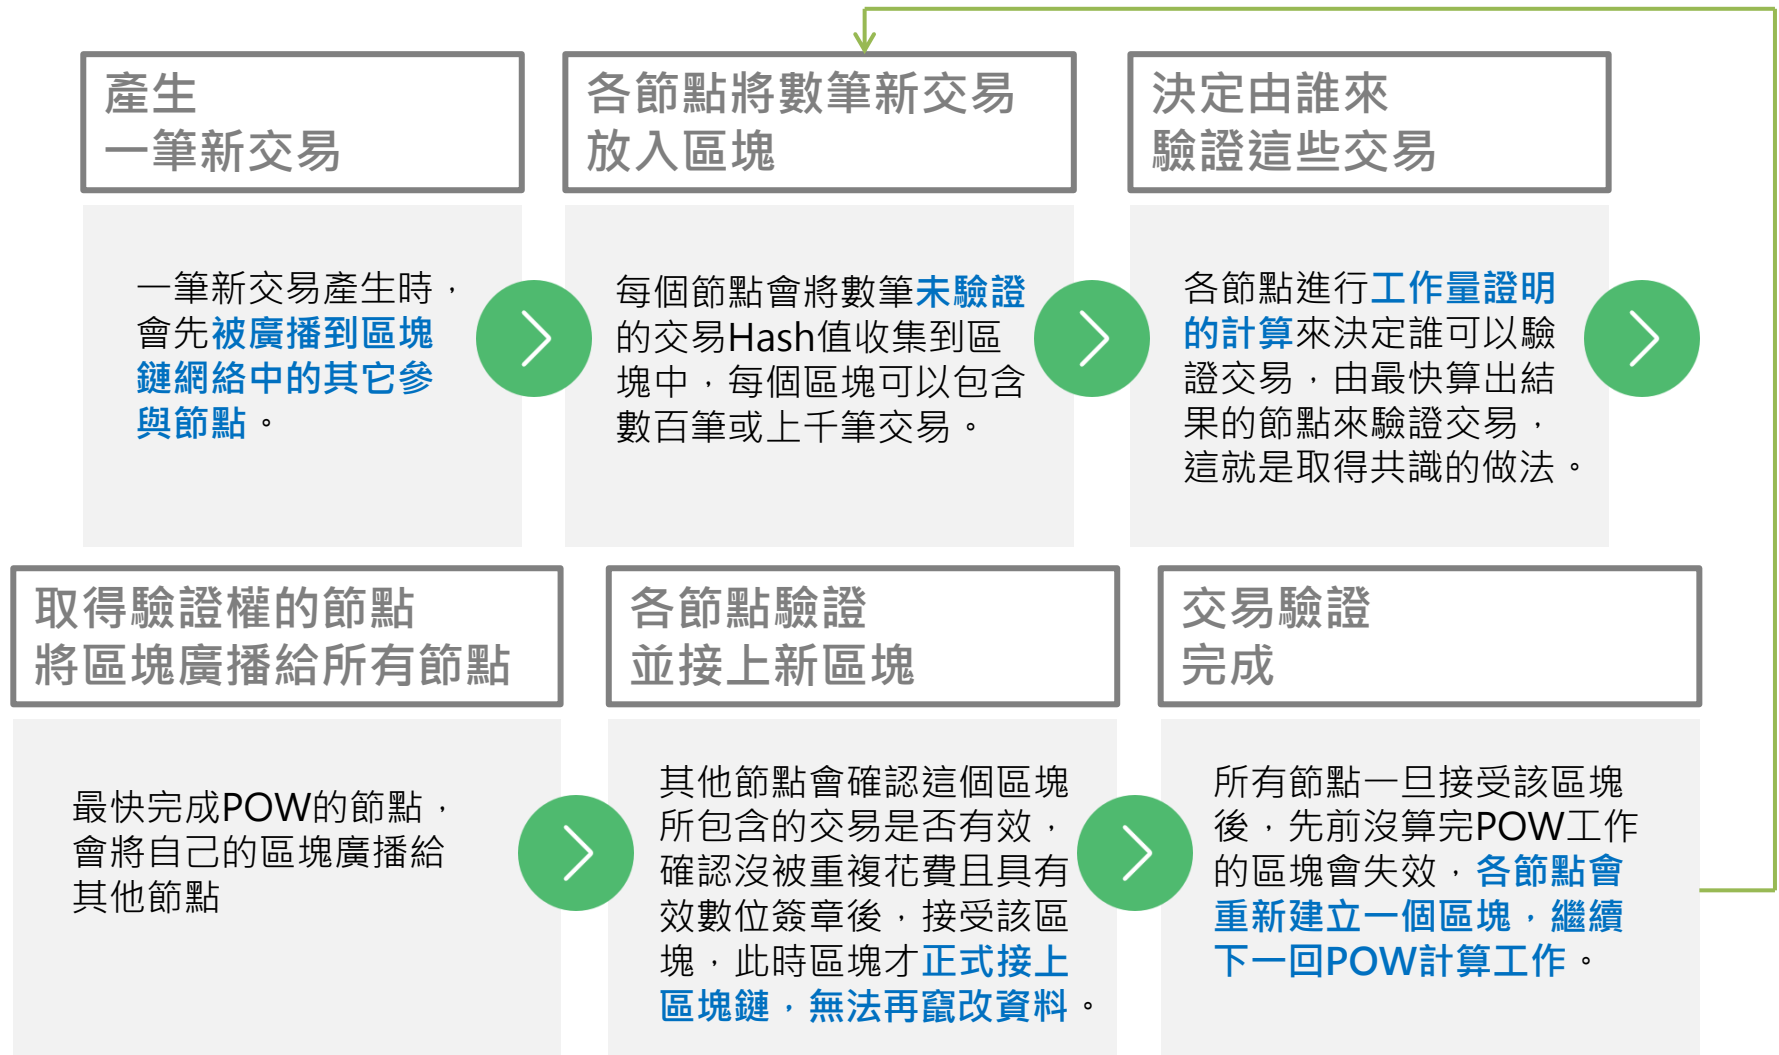 產生
一筆新交易
各節點將數筆新交易
放入區塊
決定由誰來
驗證這些交易
一筆新交易產生時，
會先被廣播到區塊
鏈網絡中的其它參
與節點。
每個節點會將數筆未驗證
的交易Hash值收集到區
塊中，每個區塊可以包含
數百筆或上千筆交易。
各節點進行工作量證明
的計算來決定誰可以驗
證交易，由最快算出結
果的節點來驗證交易，
這就是取得共識的做法。
取得驗證權的節點
將區塊廣播給所有節點
各節點驗證
並接上新區塊
交易驗證
完成
最快完成POW的節點，
會將自己的區塊廣播給
其他節點
其他節點會確認這個區塊
所包含的交易是否有效，
確認沒被重複花費且具有
效數位簽章後，接受該區
塊，此時區塊才正式接上
區塊鏈，無法再竄改資料。
所有節點一旦接受該區塊
後，先前沒算完POW工作
的區塊會失效，各節點會
重新建立一個區塊，繼續
下一回POW計算工作。